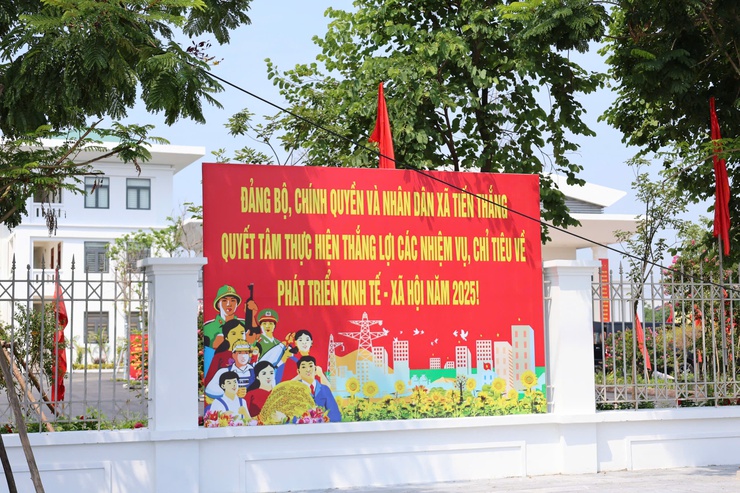 ĐẢNG BỘ, CHÍNH QUYỀN VÀ NHÂN DÂN XÃ TIẾN THẮNG
QUYẾT TÂM THỰC HIỆN THẮNG LỢI CÁC NHIỆM VỤ, CHỈ TIÊU VỀ
PHÁT TRIỂN KINH TẾ - XÃ HỘI NĂM 2025!